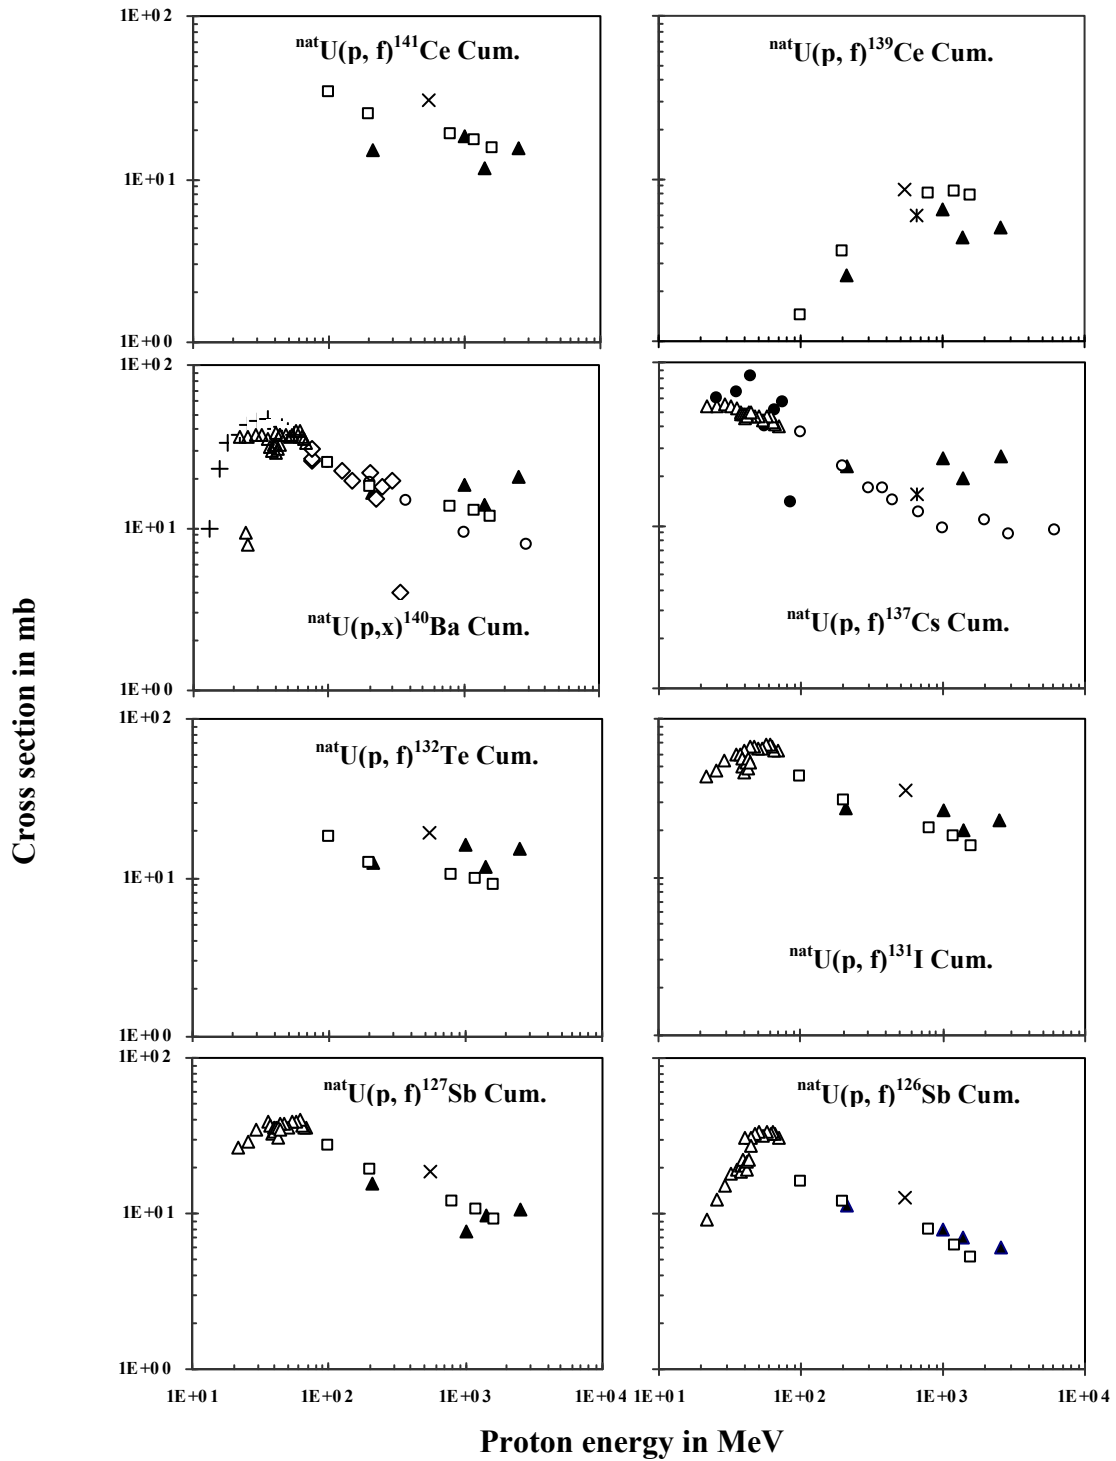 1E+02
natU(p, f)141Ce Cum.
natU(p, f)139Ce Cum.
1E+01
1E+00
1E+02
1E+01
natU(p,x)140Ba Cum.
natU(p, f)137Cs Cum.
1E+00
1E+02
natU(p, f)132Te Cum.
1E+01
natU(p, f)131I Cum.
1E+00
1E+02
natU(p, f)127Sb Cum.
natU(p, f)126Sb Cum.
1E+01
1E+00
1E+01 1E+02 1E+03 1E+04 1E+01 1E+02 1E+03 1E+04
Proton energy in MeV
Cross section in mb